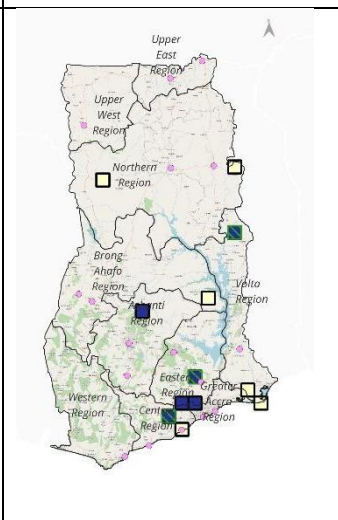 Upper
East
Region
Upper
West
Region
Northern
Region
Brong
Ahafo
Region
Volta
Region
Ashanti
Region
Eastern
Region
Greater
Accra
Region
Western
Region
Central
Region